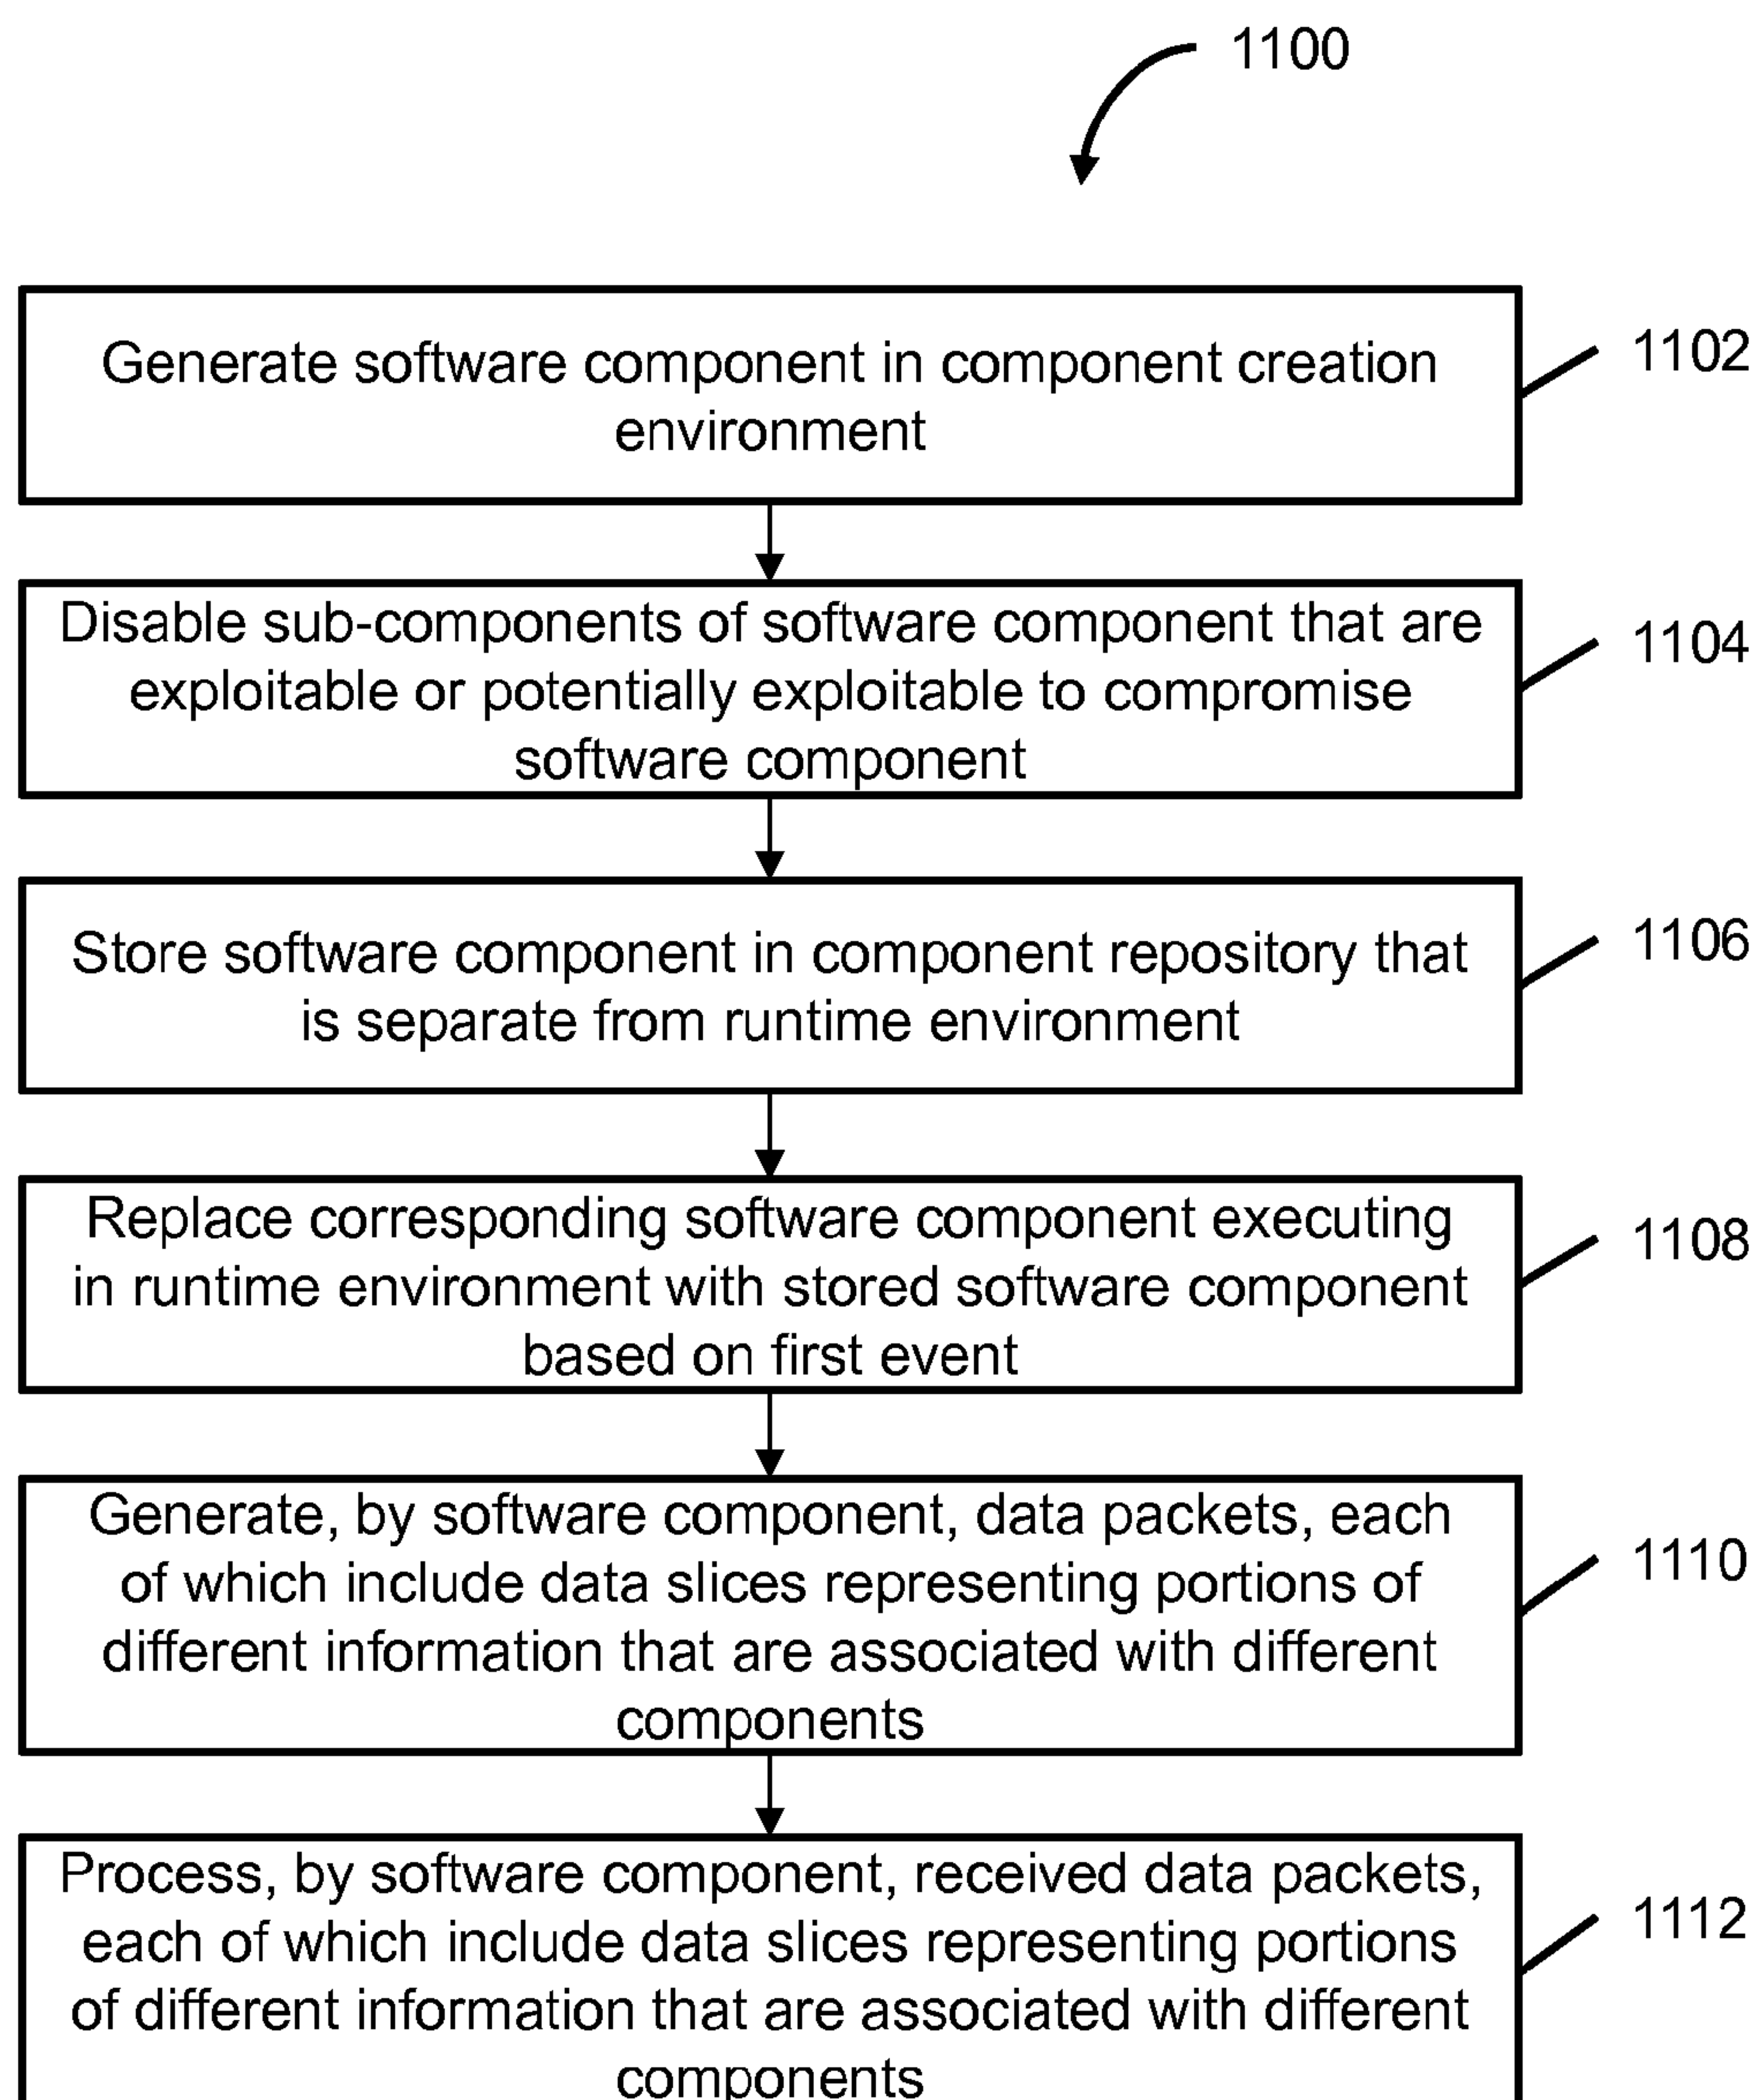 1100
Generate software component in component creation
environment
1102
Disable sub-components of software component that are
exploitable or potentially exploitable to compromise
software component
1104
Store software component in component repository that
is separate from runtime environment
1106
Replace corresponding software component executing
in runtime environment with stored software component
based on first event
1108
Generate, by software component, data packets, each
of which include data slices representing portions of
different information that are associated with different
components
1110
Process, by software component, received data packets,
each of which include data slices representing portions
of different information that are associated with different
components
1112